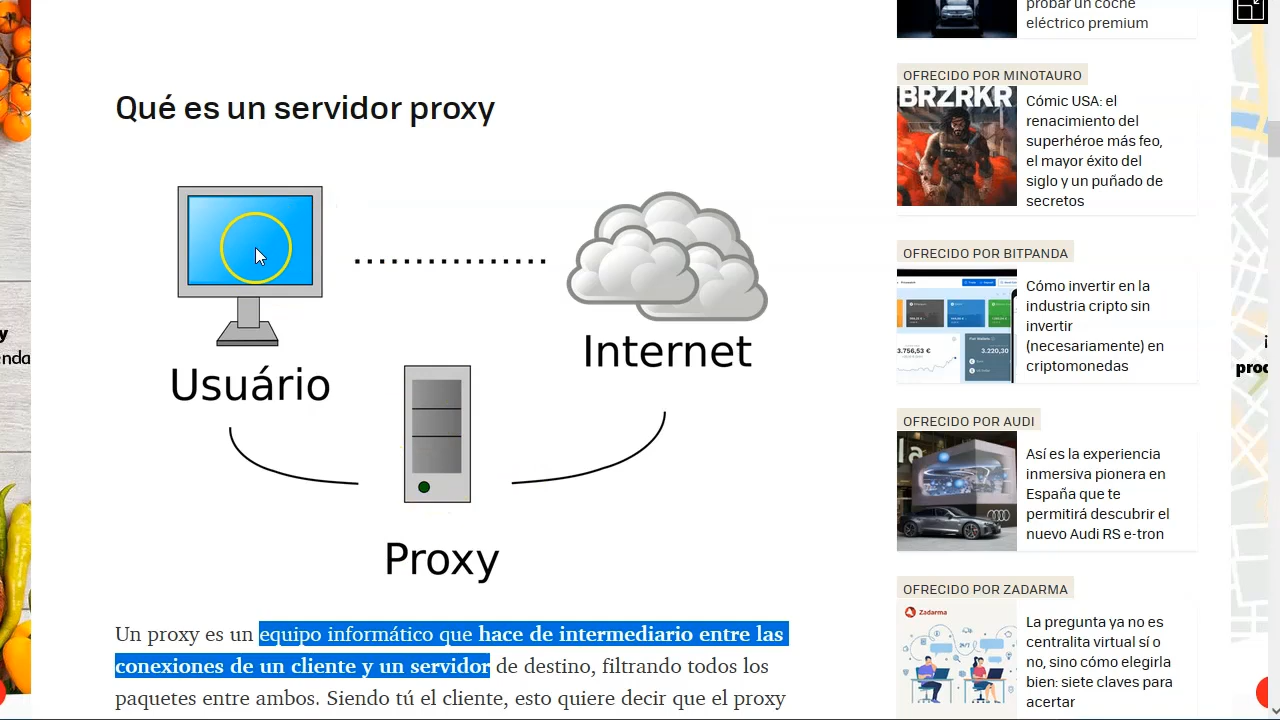 Qué es un servidor proxy
Usuário
Internet
Proxy
Un proxy es un equipo informático que hace de intermediario entre las
conexiones de un cliente y un servidor de destino, filtrando todos los
paquetes entre ambos. Siendo tú el cliente, esto quiere decir que el proxy
probar un coche
eléctrico premium
OFRECIDO POR MINOTAURO
BRZRKR
Cómic USA: el
renacimiento del
superhéroe más feo,
el mayor éxito del
siglo y un puñado de
secretos
OFRECIDO POR BITPANDA
3.756,53 €
3.220,30
Cómo invertir en la
industria cripto sin
invertir
(necesariamente) en
criptomonedas
OFRECIDO POR AUDI
Así es la experiencia
inmersiva pionera en
España que te
permitirá descubrir el
nuevo Audi RS e-tron
OFRECIDO POR ZADARMA
Zadarma
La pregunta ya no es
centralita virtual sí o
no, sino cómo elegirla
bien: siete claves para
acertar
y
enda
i
prod